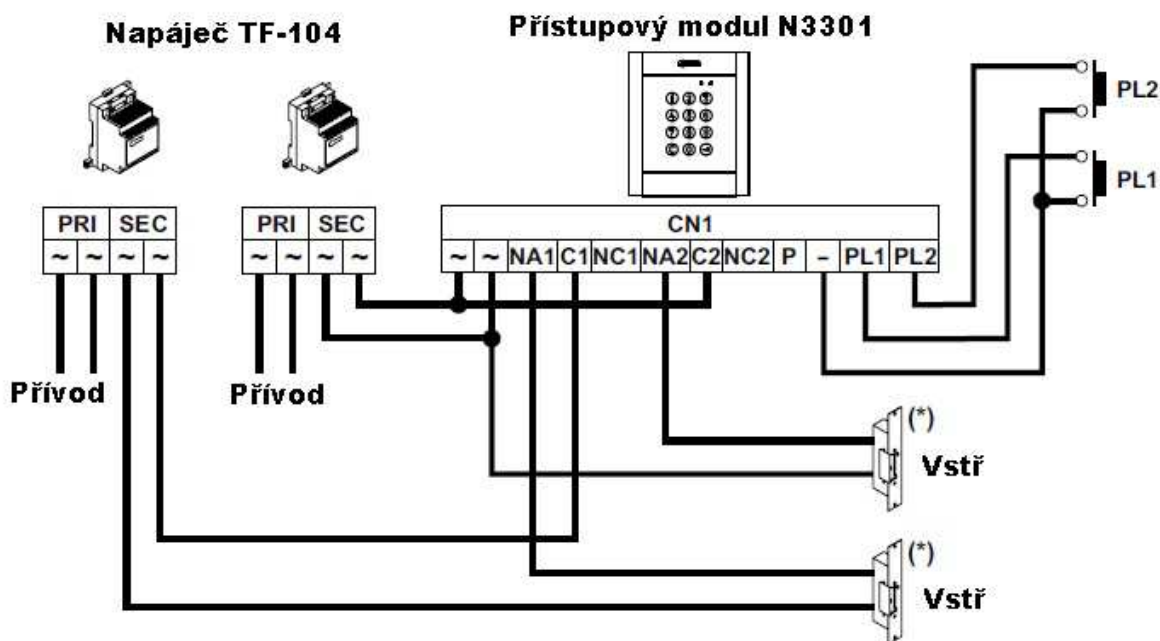 Napáječ TF-104
Přístupový modul N3301
PL2
PL1
PRI SEC
~ ~ ~ ~
PRI SEC
~ ~ ~ ~
CN1
~ ~ NA1 C1 NC1 NA2 C2 NC2 P – PL1 PL2
Přívod
Přívod
(*)
Vstř
(*)
Vstř